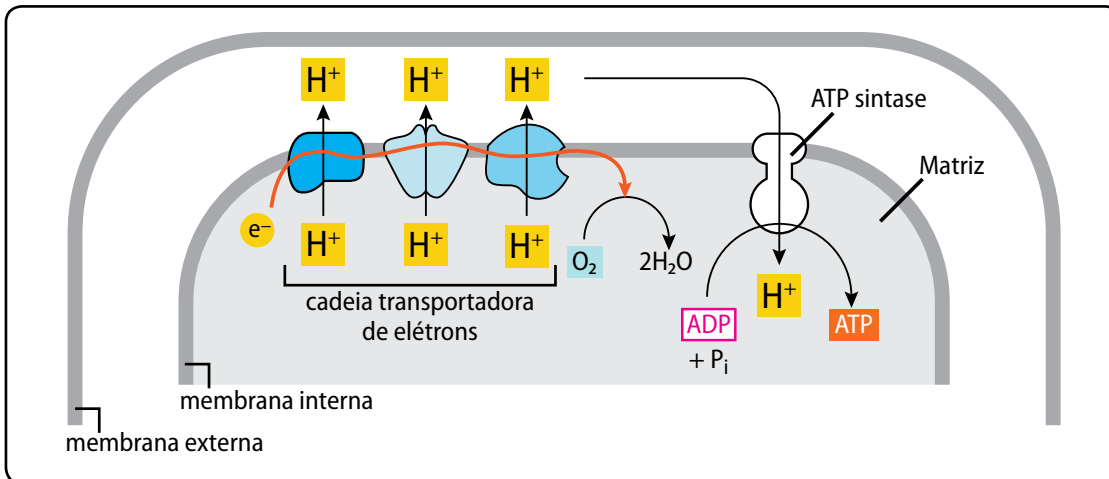 H⁺ H⁺ H⁺
ATP sintase
Matriz
e⁻
H⁺ H⁺ H⁺
O₂
2H₂O
H⁺
cadeia transportadora
de elétrons
ADP
+ Pᵢ
ATP
membrana interna
membrana externa